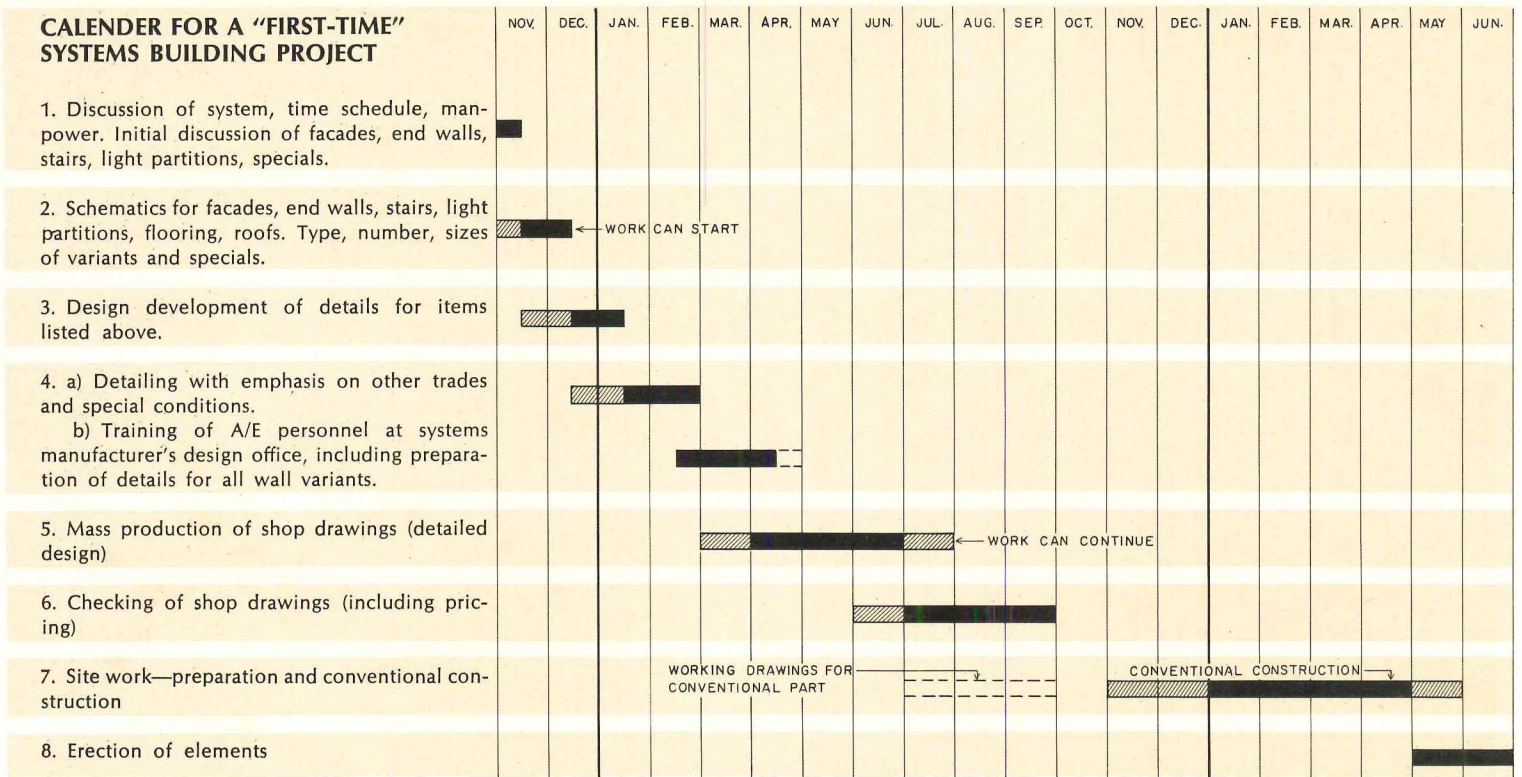 CALENDER FOR A “FIRST-TIME”
SYSTEMS BUILDING PROJECT
NOV. DEC. JAN. FEB. MAR. APR. MAY JUN. JUL. AUG. SEP. OCT. NOV. DEC. JAN. FEB. MAR. APR. MAY JUN.
1. Discussion of system, time schedule, man-
power. Initial discussion of facades, end walls,
stairs, light partitions, specials.
2. Schematics for facades, end walls, stairs, light
partitions, flooring, roofs. Type, number, sizes
of variants and specials.
WORK CAN START
3. Design development of details for items
listed above.
4. a) Detailing with emphasis on other trades
and special conditions.
b) Training of A/E personnel at systems
manufacturer's design office, including prepara-
tion of details for all wall variants.
5. Mass production of shop drawings (detailed
design)
WORK CAN CONTINUE
6. Checking of shop drawings (including pric-
ing)
7. Site work—preparation and conventional con-
struction
WORKING DRAWINGS FOR
CONVENTIONAL PART
CONVENTIONAL CONSTRUCTION
8. Erection of elements